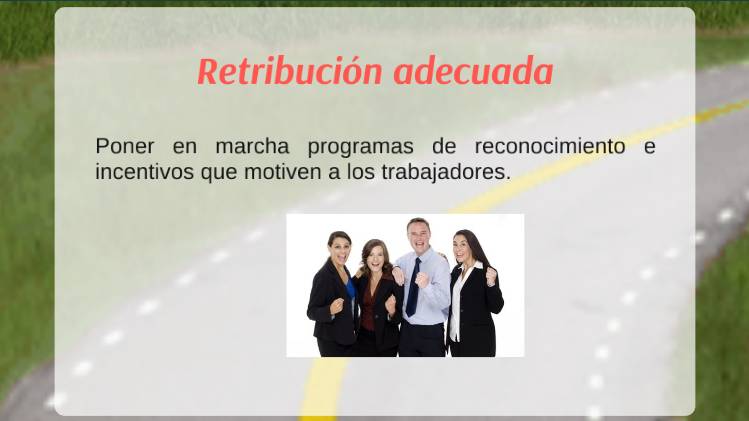 Retribución adecuada
Poner en marcha programas de reconocimiento e
incentivos que motiven a los trabajadores.